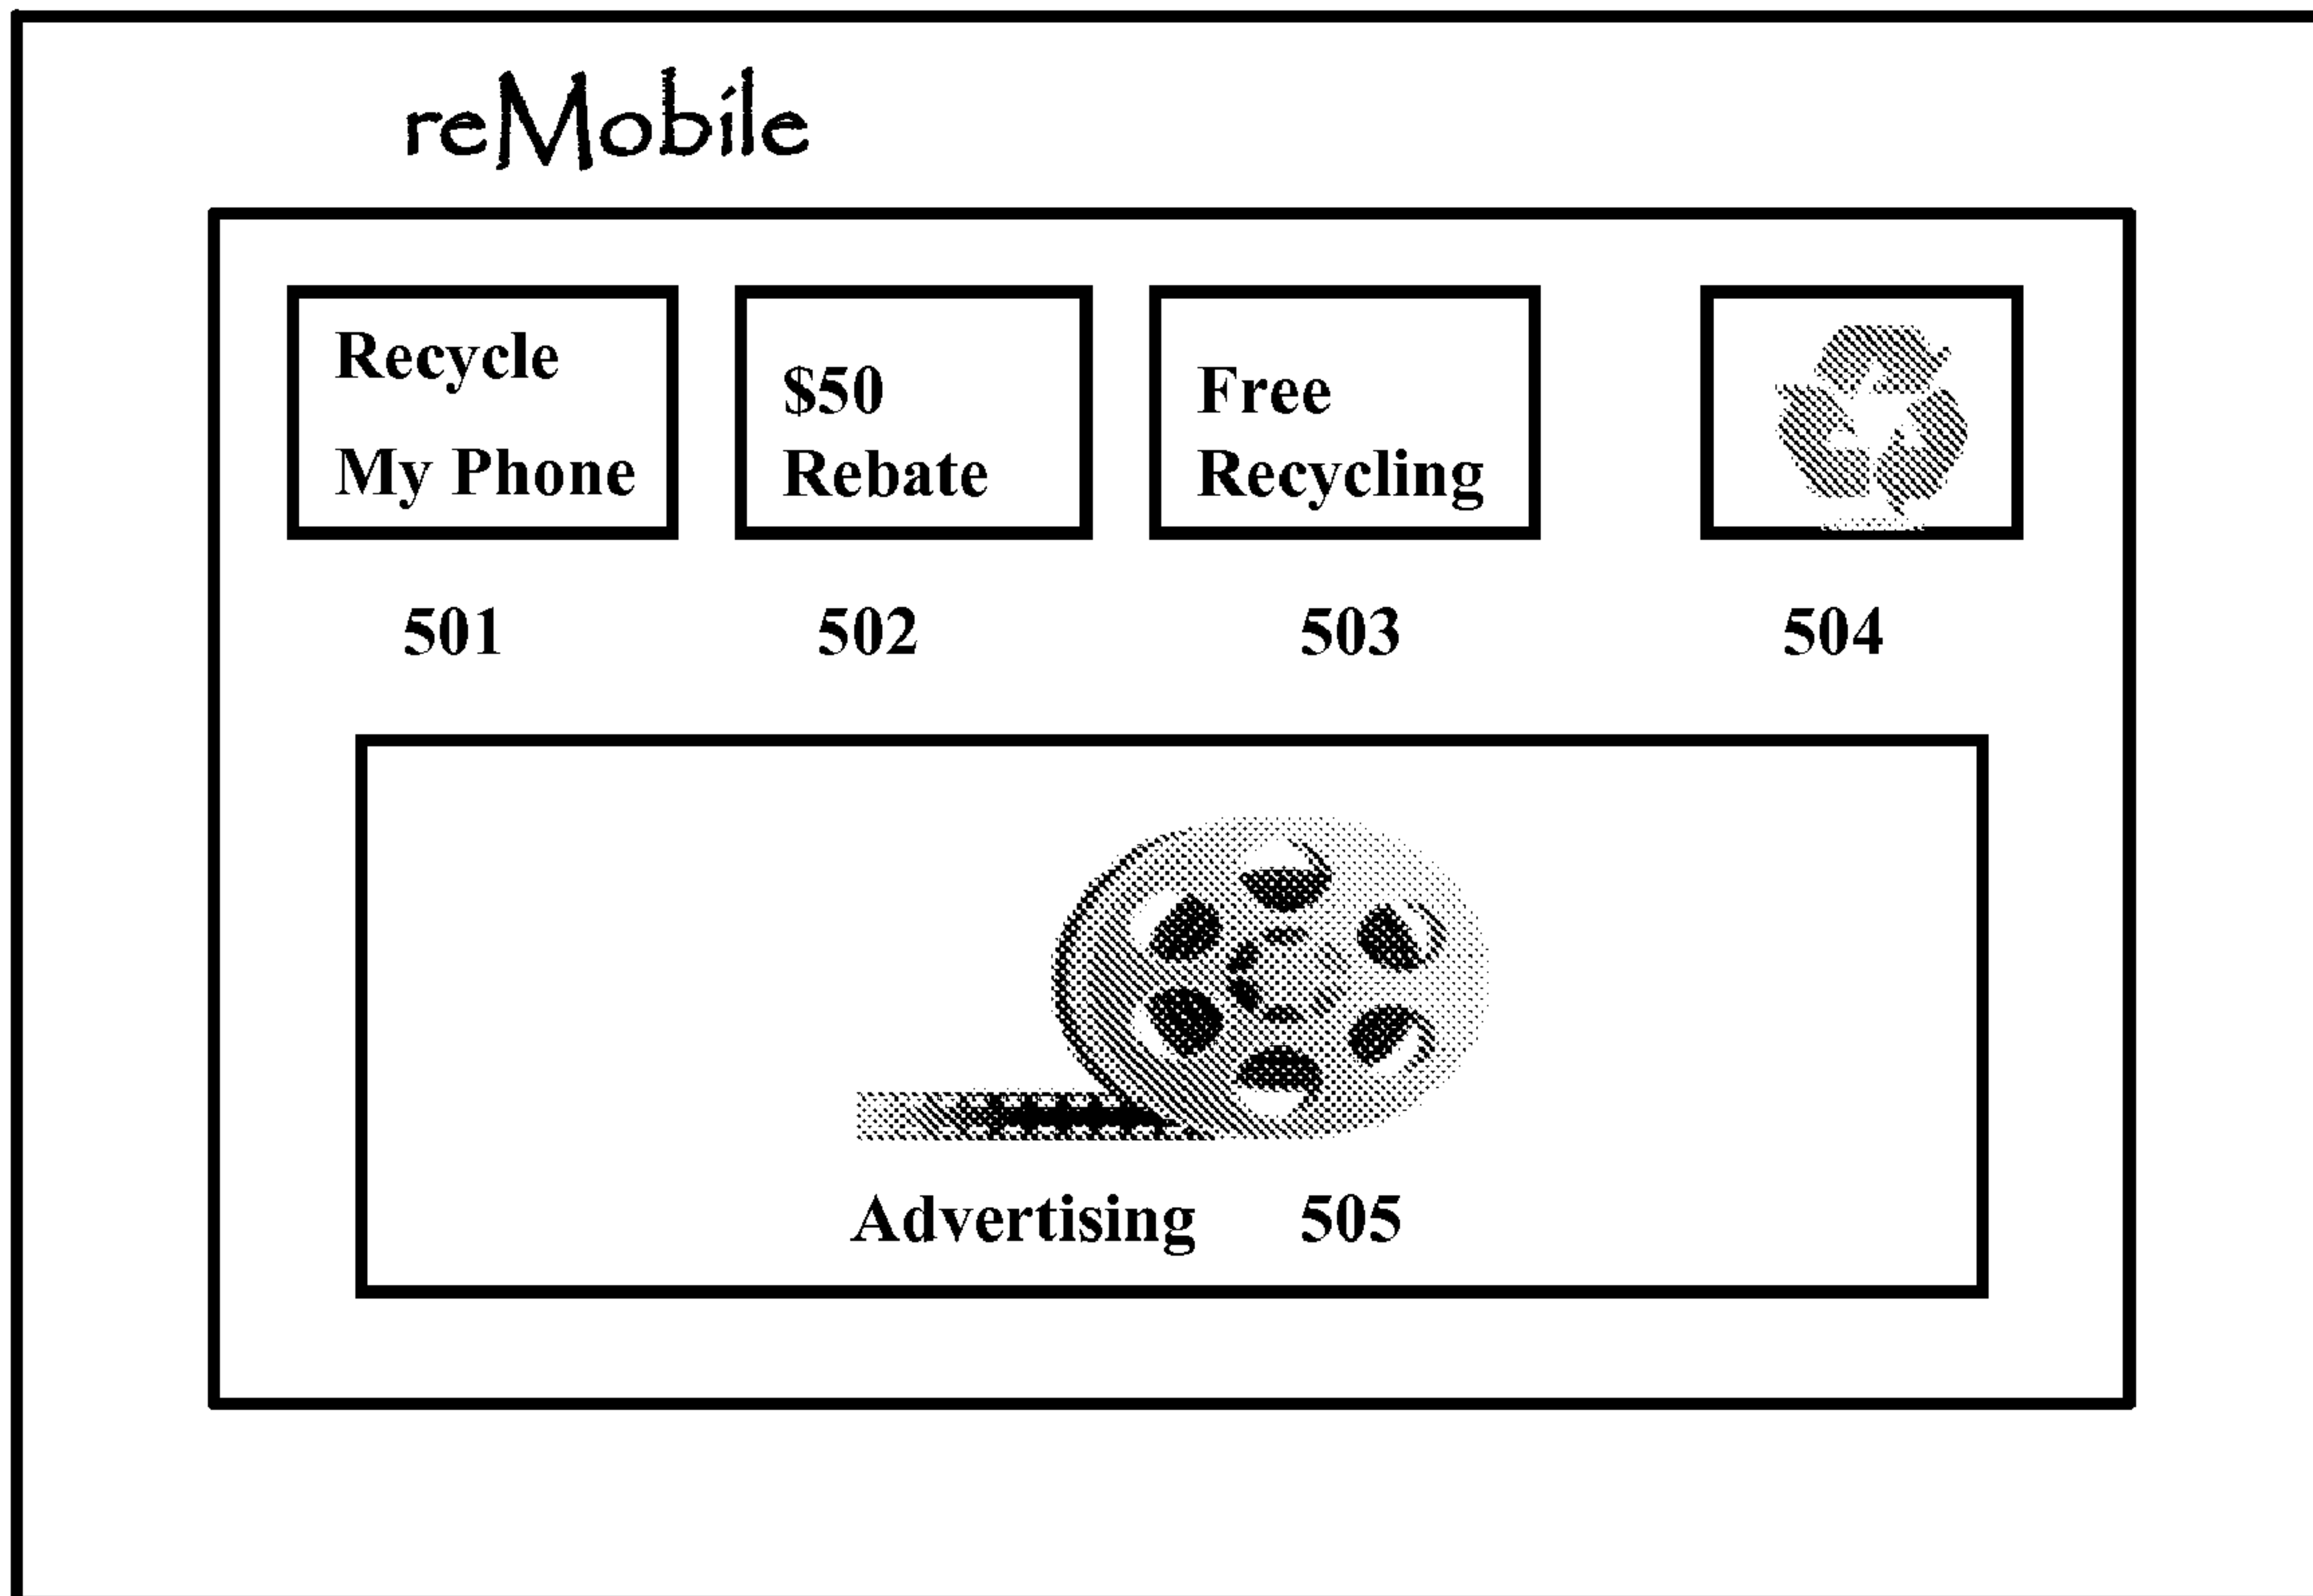 reMobile
Recycle
My Phone
$50
Rebate
Free
Recycling
501
502
503
504
Advertising 505